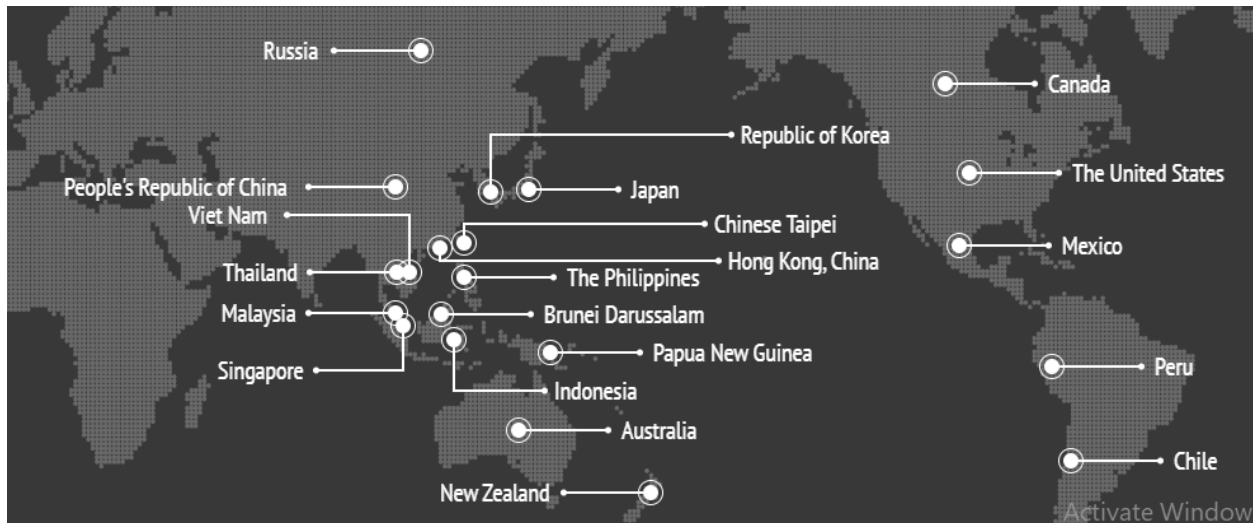 Russia
Canada
Republic of Korea
The United States
People's Republic of China
Japan
Viet Nam
Chinese Taipei
Mexico
Hong Kong, China
Thailand
The Philippines
Malaysia
Brunei Darussalam
Papua New Guinea
Peru
Singapore
Indonesia
Australia
Chile
New Zealand
Activate Window